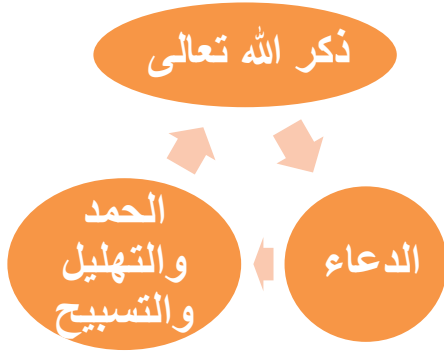 ذكر الله تعالى
الدعاء
الحمد
والتهليل
والتسبيح